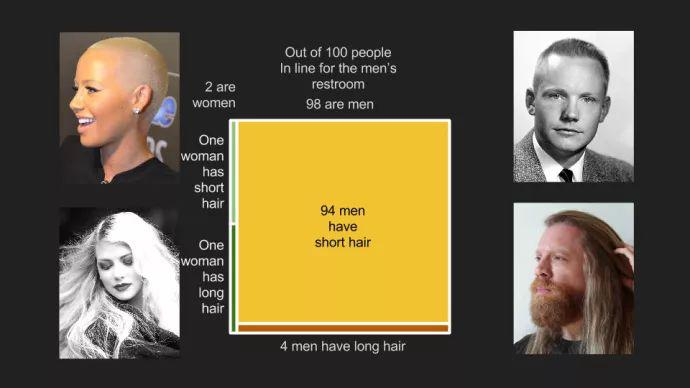 Out of 100 people
In line for the men's
restroom
2 are
women
98 are men
One
woman
has
short
hair
94 men
have
short hair
One
woman
has
long
hair
4 men have long hair